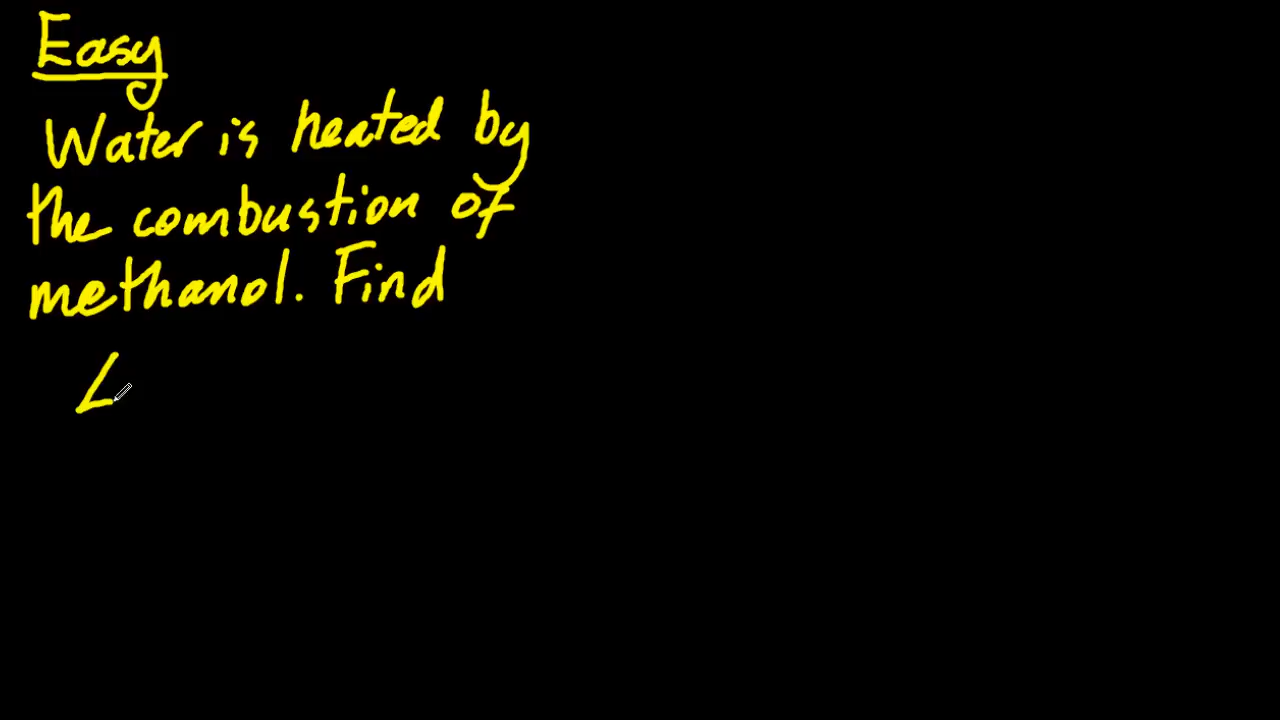 Easy
Water is heated by
the combustion of
methanol. Find